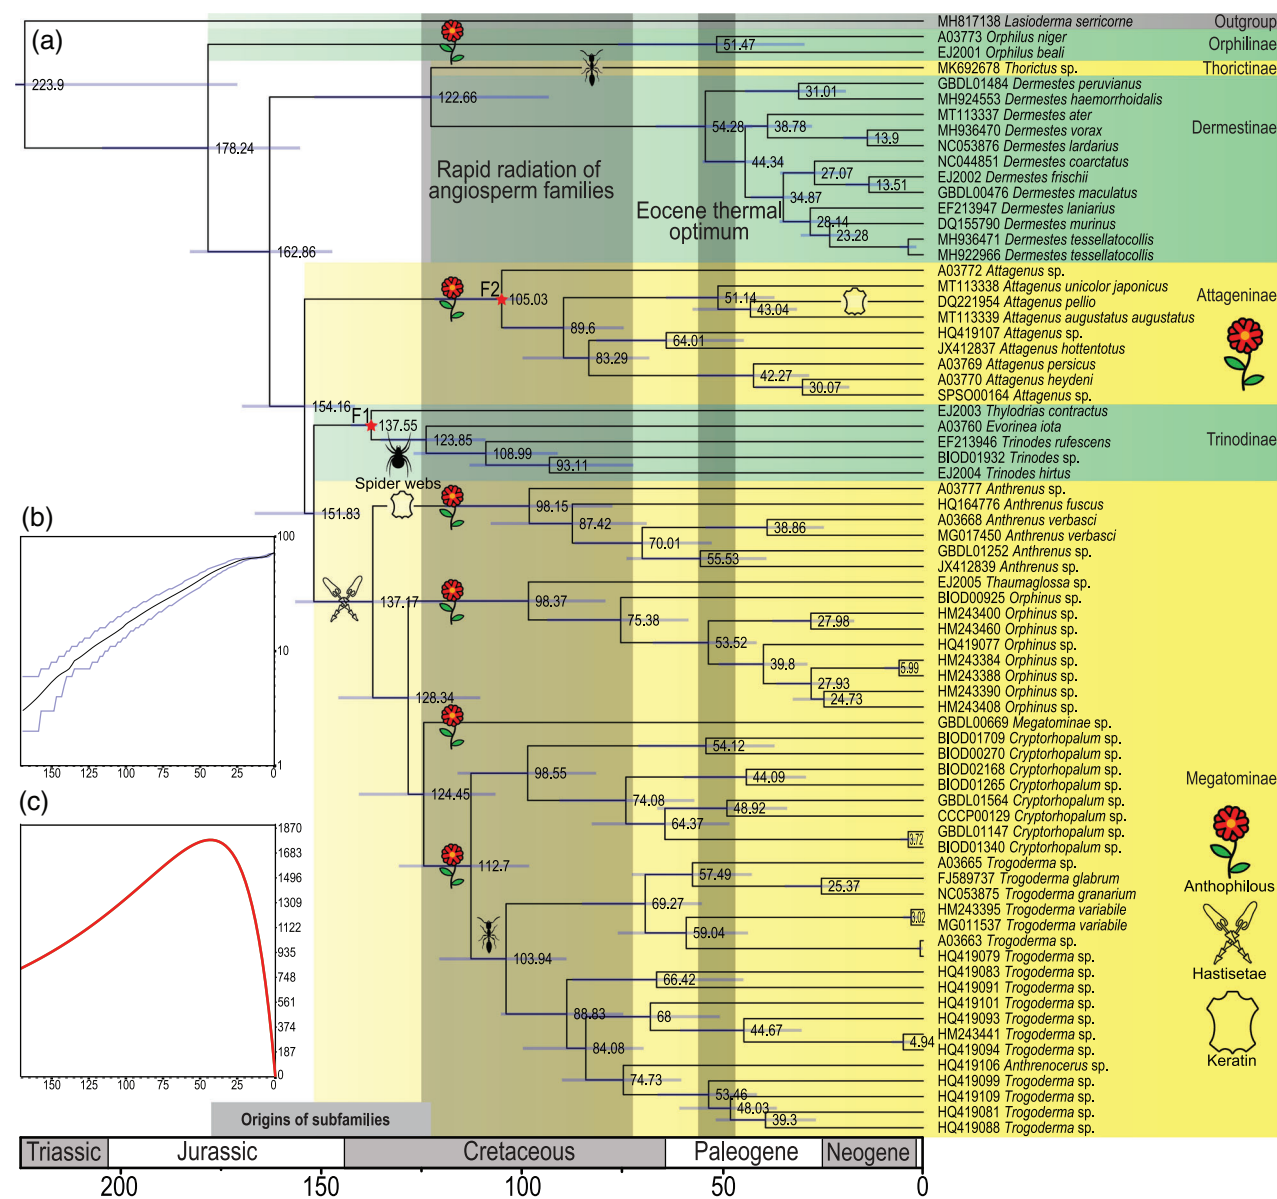 (a)
MH817138 Lasioderma serricorne
Outgroup
A03773 Orphilus niger
EJ2001 Orphilus beali
Orphilinae
MK692678 Thorictus sp.
Thorictinae
GBDL01484 Dermestes peruvianus
MH924553 Dermestes haemorrhoidalis
MT113337 Dermestes ater
MH936470 Dermestes vorax
NC053876 Dermestes lardarius
NC044851 Dermestes coarctatus
EJ2002 Dermestes frischii
GBDL00476 Dermestes maculatus
EF213947 Dermestes laniarius
DQ155790 Dermestes murinus
MH936471 Dermestes tessellatocollis
MH922966 Dermestes tessellatocollis
Dermestinae
A03772 Attagenus sp.
MT113338 Attagenus unicolor japonicus
DQ221954 Attagenus pellio
MT113339 Attagenus augustatus augustatus
HQ419107 Attagenus sp.
JX412837 Attagenus hottentotus
A03769 Attagenus persicus
A03770 Attagenus heydeni
SPSO00164 Attagenus sp.
Attageninae
EJ2003 Thylodrias contractus
A03760 Evorinea iota
EF213946 Trinodes rufescens
BIOD01932 Trinodes sp.
EJ2004 Trinodes hirtus
Trinodinae
A03777 Anthrenus sp.
HQ164776 Anthrenus fuscus
A03668 Anthrenus verbasci
MG017450 Anthrenus verbasci
GBDL01252 Anthrenus sp.
JX412839 Anthrenus sp.
EJ2005 Thaumaglossa sp.
BIOD00925 Orphinus sp.
HM243400 Orphinus sp.
HM243460 Orphinus sp.
HQ419077 Orphinus sp.
HM243384 Orphinus sp.
HM243388 Orphinus sp.
HM243390 Orphinus sp.
HM243408 Orphinus sp.
GBDL00669 Megatominae sp.
BIOD01709 Cryptorhopalum sp.
BIOD00270 Cryptorhopalum sp.
BIOD02168 Cryptorhopalum sp.
BIOD01265 Cryptorhopalum sp.
GBDL01564 Cryptorhopalum sp.
CCCP00129 Cryptorhopalum sp.
GBDL01147 Cryptorhopalum sp.
BIOD01340 Cryptorhopalum sp.
A03665 Trogoderma sp.
FJ589737 Trogoderma glabrum
NC053875 Trogoderma granarium
HM243395 Trogoderma variabile
MG011537 Trogoderma variabile
A03663 Trogoderma sp.
HQ419079 Trogoderma sp.
HQ419083 Trogoderma sp.
HQ419091 Trogoderma sp.
HQ419101 Trogoderma sp.
HQ419093 Trogoderma sp.
HM243441 Trogoderma sp.
HQ419094 Trogoderma sp.
HQ419106 Anthrenocerus sp.
HQ419099 Trogoderma sp.
HQ419109 Trogoderma sp.
HQ419081 Trogoderma sp.
HQ419088 Trogoderma sp.
Megatominae
Anthophilous
Hastisetae
Keratin
Rapid radiation of
angiosperm families
Eocene thermal
optimum
F2
F1
Spider webs
223.9
178.24
162.86
51.47
122.66
54.28
31.01
38.78
13.9
44.34
27.07
13.51
34.87
28.14
23.28
105.03
51.14
43.04
89.6
64.01
83.29
42.27
30.07
154.16
137.55
123.85
108.99
93.11
151.83
98.15
87.42
38.86
70.01
55.53
137.17
98.37
75.38
27.98
53.52
39.8
5.99
27.93
24.73
128.34
54.12
98.55
44.09
124.45
74.08
48.92
64.37
3.72
112.7
57.49
25.37
69.27
3.02
59.04
103.94
66.42
88.83
68
44.67
4.94
84.08
74.73
53.46
48.03
39.3
(b)
100
10
1
150
125
100
75
50
25
0
(c)
1870
1683
1496
1309
1122
935
748
561
374
187
0
150
125
100
75
50
25
0
Origins of subfamilies
Triassic
Jurassic
Cretaceous
Paleogene
Neogene
200
150
100
50
0